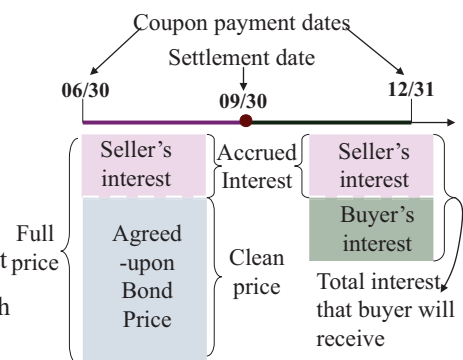 Coupon payment dates
Settlement date
06/30
09/30
12/31
Seller's
interest
Accrued
Interest
Seller's
interest
Full
price
Agreed
-upon
Bond
Price
Clean
price
Buyer's
interest
Total interest
that buyer will
receive
t
h